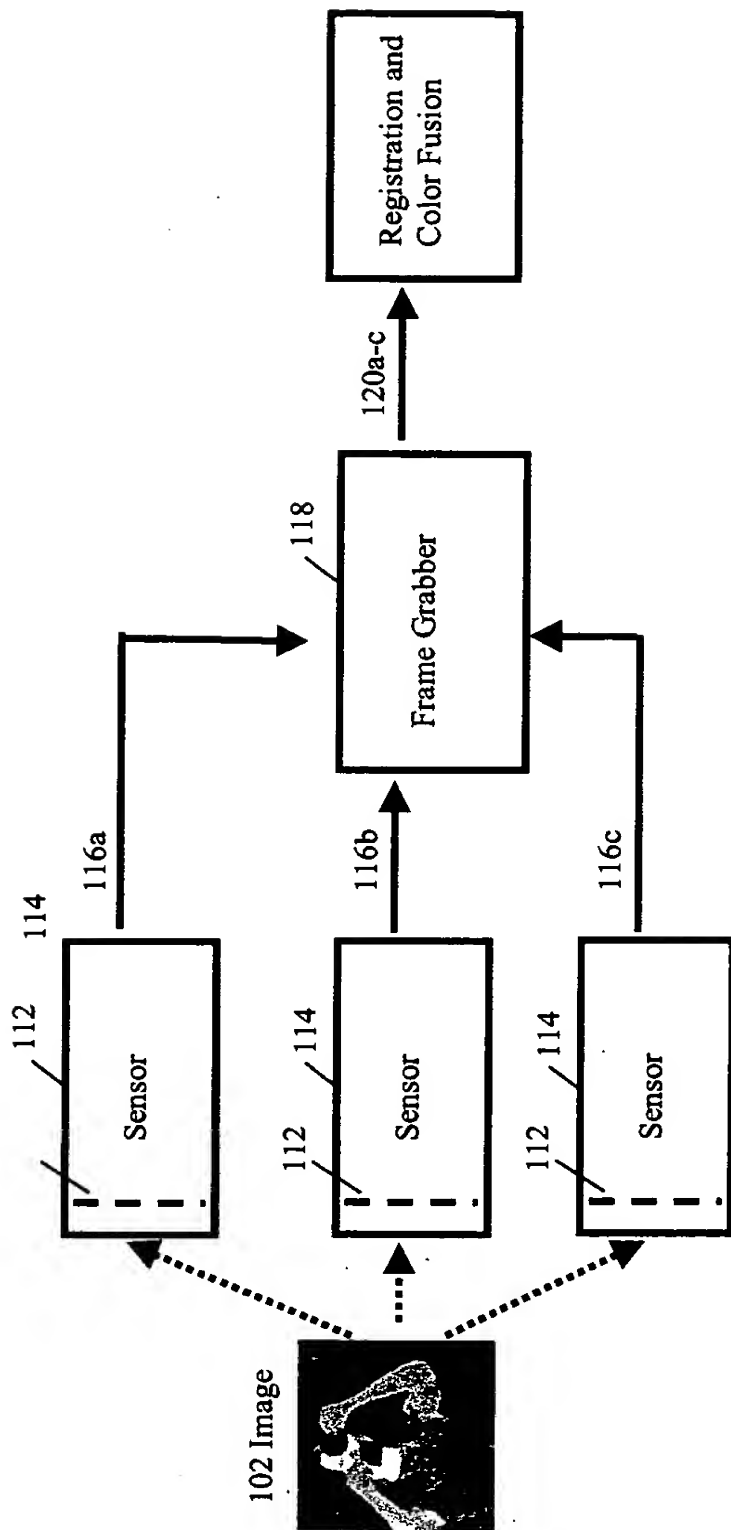 102 Image
112
114
Sensor
116a
112
114
Sensor
116b
112
114
Sensor
116c
118
Frame Grabber
120a-c
Registration and
Color Fusion